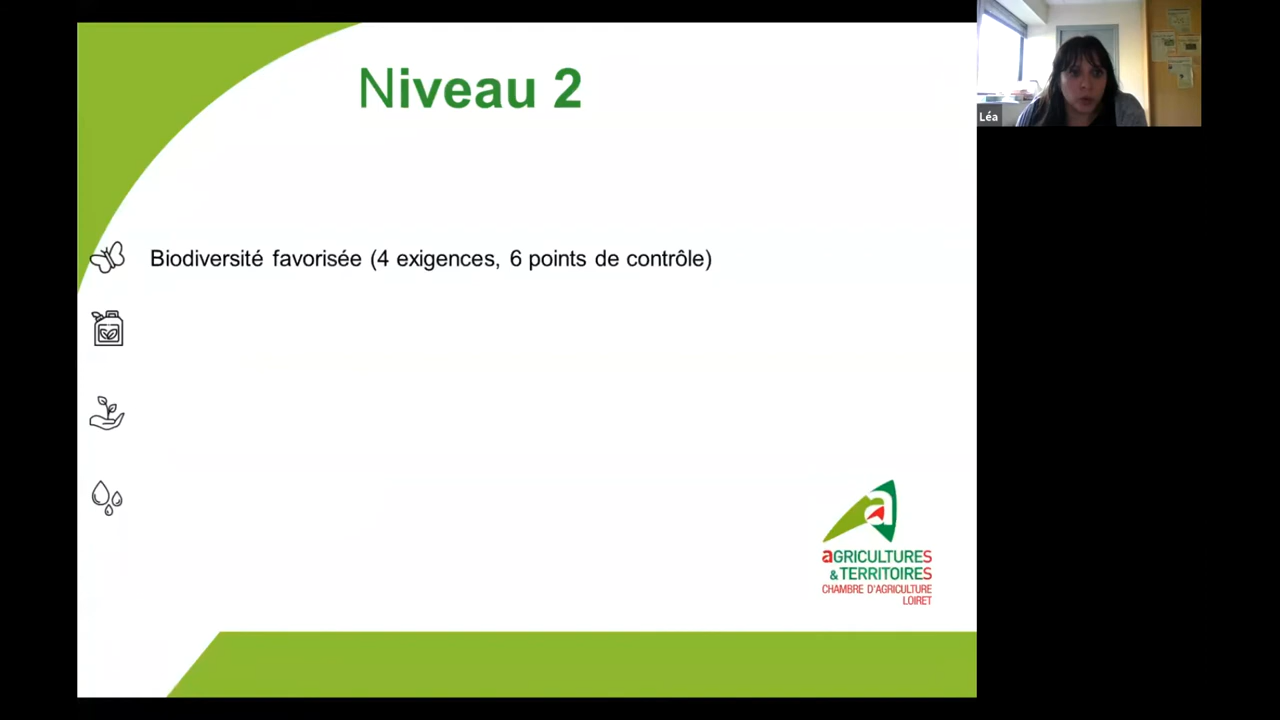 Niveau 2
Léa
Biodiversité favorisée (4 exigences, 6 points de contrôle)
aGRICULTURES
& TERRITOIRES
CHAMBRE D'AGRICULTURE
LOIRET